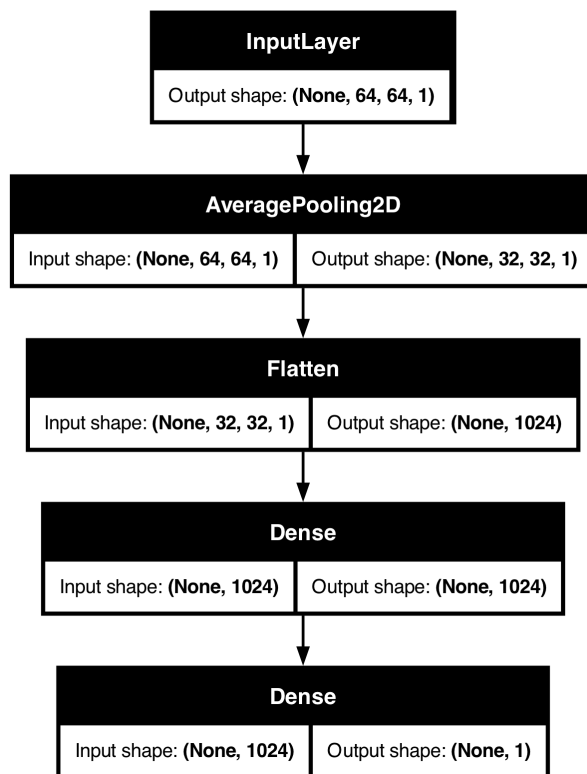 InputLayer
Output shape: (None, 64, 64, 1)
AveragePooling2D
Input shape: (None, 64, 64, 1) Output shape: (None, 32, 32, 1)
Flatten
Input shape: (None, 32, 32, 1) Output shape: (None, 1024)
Dense
Input shape: (None, 1024) Output shape: (None, 1024)
Dense
Input shape: (None, 1024) Output shape: (None, 1)